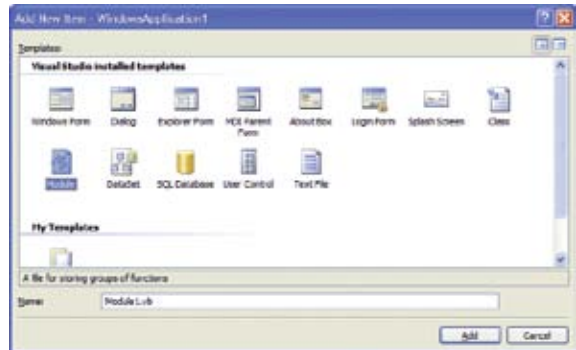 Add New Item - WindowsApplication1
Templates:
Visual Studio installed templates
Windows Form
Dialog
Explorer Form
MDI Parent Form
About Box
Login Form
Splash Screen
Class
Module
DataSet
SQL Database
User Control
Text File
My Templates
A file for storing groups of functions
Name:
Module1.vb
Add
Cancel